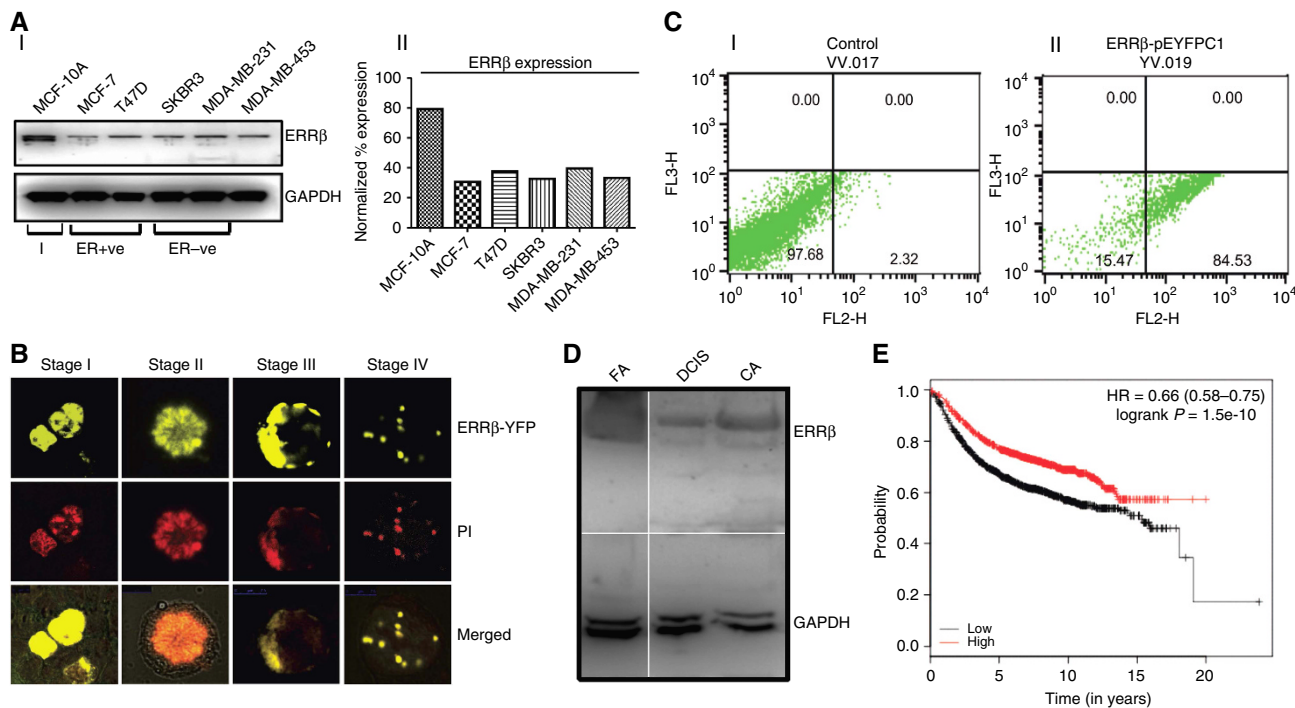 A
I
MCF-10A
MCF-7
T47D
SKBR3
MDA-MB-231
MDA-MB-453
ERRβ
GAPDH
I
ER+ve
ER−ve
II
ERRβ expression
Normalized % expression
100
80
60
40
20
0
MCF-10A
MCF-7
T47D
SKBR3
MDA-MB-231
MDA-MB-453
C
I
Control
VV.017
FL3-H
10⁴
10³
10²
10¹
10⁰
0.00
0.00
97.68
2.32
10⁰ 10¹ 10² 10³ 10⁴
FL2-H
II
ERRβ-pEYFPC1
YV.019
FL3-H
10⁴
10³
10²
10¹
10⁰
0.00
0.00
15.47
84.53
10⁰ 10¹ 10² 10³ 10⁴
FL2-H
B
Stage I
Stage II
Stage III
Stage IV
ERRβ-YFP
PI
Merged
D
FA
DCIS
CA
ERRβ
GAPDH
E
HR = 0.66 (0.58–0.75)
logrank P = 1.5e-10
Probability
1.0
0.8
0.6
0.4
0.2
0.0
Low
High
0 5 10 15 20
Time (in years)